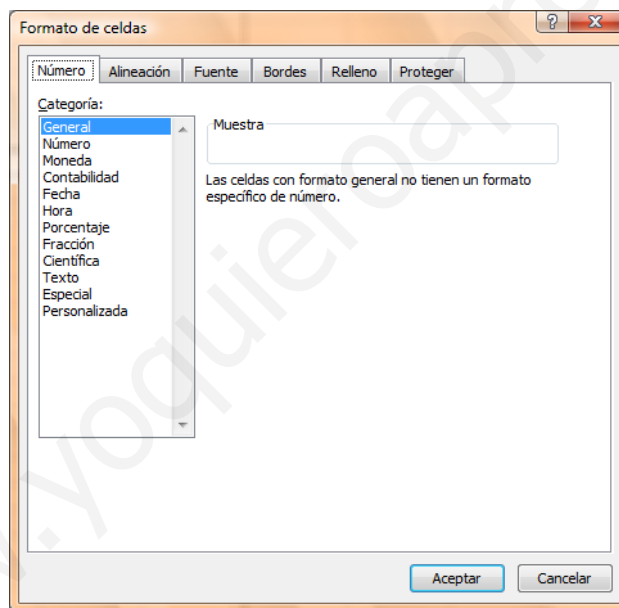 Formato de celdas
?
X
Número Alineación Fuente Bordes Relleno Proteger
Categoría:
General
Número
Moneda
Contabilidad
Fecha
Hora
Porcentaje
Fracción
Científica
Texto
Especial
Personalizada
Muestra
Las celdas con formato general no tienen un formato
específico de número.
Aceptar Cancelar
.yoquieroapre